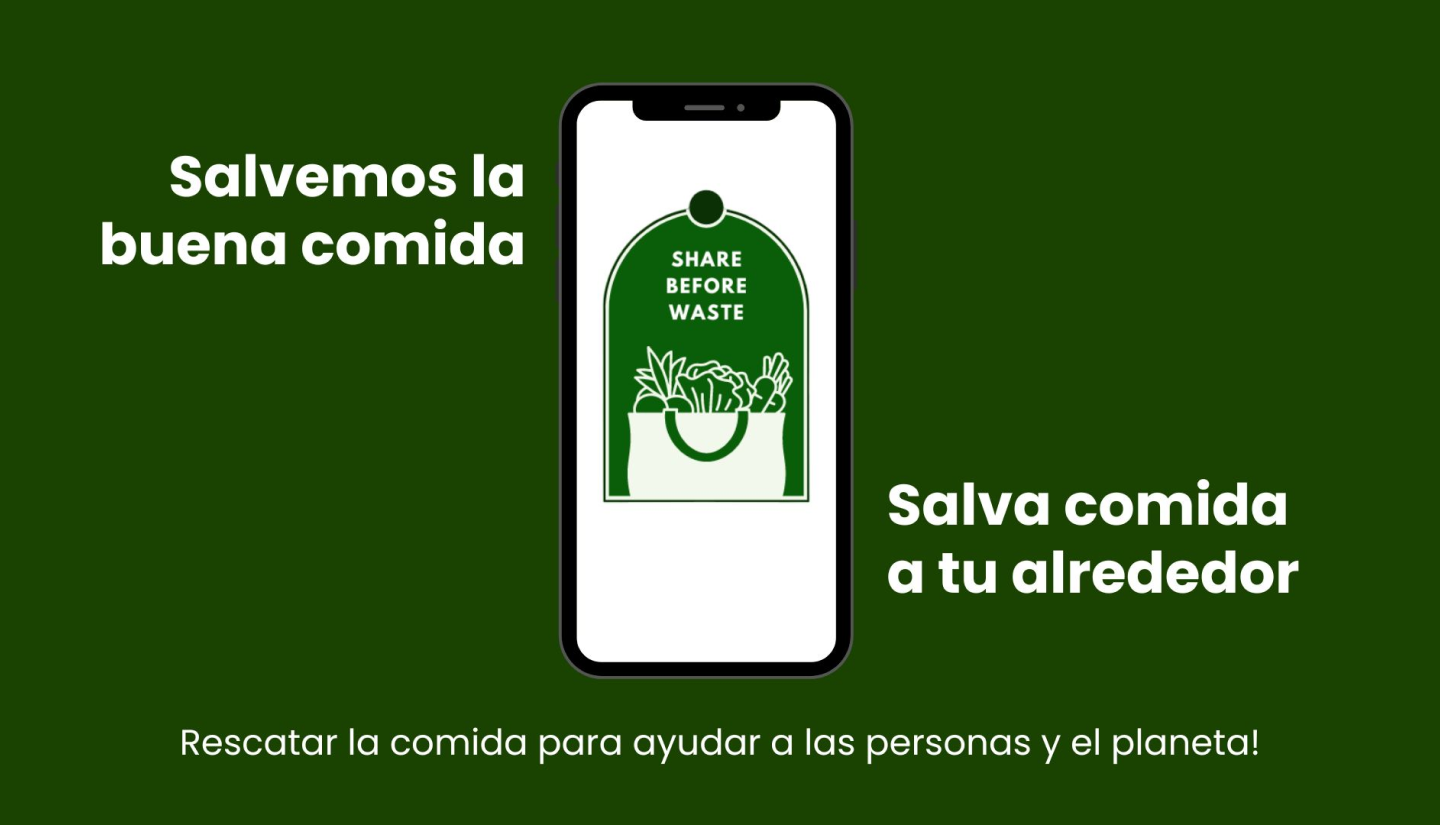 Salvemos la
buena comida
SHARE
BEFORE
WASTE
Salva comida
a tu alrededor
Rescatar la comida para ayudar a las personas y el planeta!